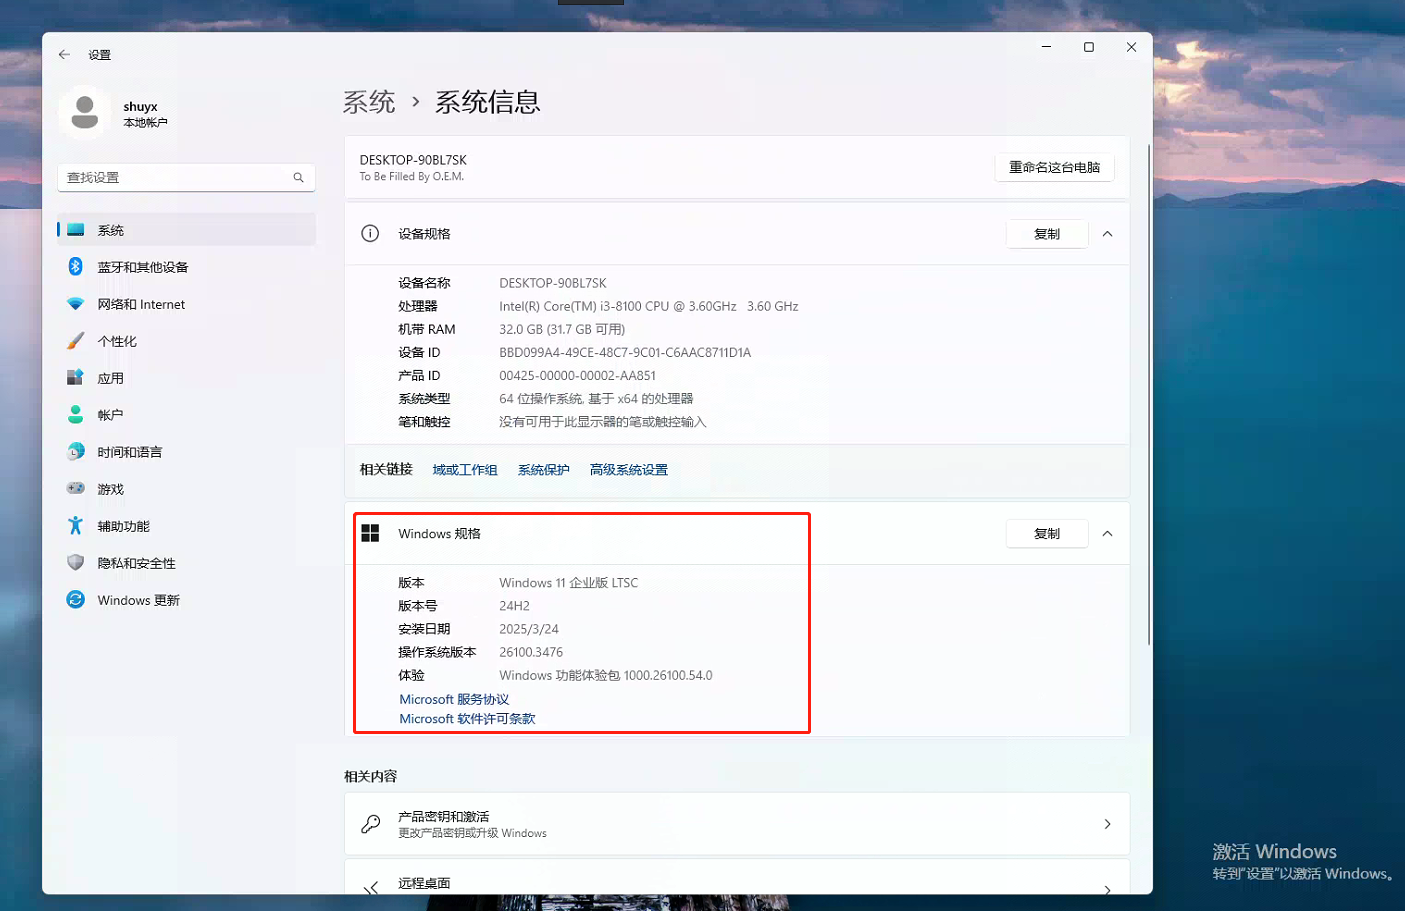 设置
shuyx
本地帐户
查找设置
系统
蓝牙和其他设备
网络和 Internet
个性化
应用
帐户
时间和语言
游戏
辅助功能
隐私和安全性
Windows 更新
系统 › 系统信息
DESKTOP-90BL7SK
To Be Filled By O.E.M.
重命名这台电脑
设备规格
复制
设备名称 DESKTOP-90BL7SK
处理器 Intel(R) Core(TM) i3-8100 CPU @ 3.60GHz 3.60 GHz
机带 RAM 32.0 GB (31.7 GB 可用)
设备 ID BBD099A4-49CE-48C7-9C01-C6AAC8711D1A
产品 ID 00425-00000-00002-AA851
系统类型 64 位操作系统, 基于 x64 的处理器
笔和触控 没有可用于此显示器的笔或触控输入
相关链接 域或工作组 系统保护 高级系统设置
Windows 规格
复制
版本 Windows 11 企业版 LTSC
版本号 24H2
安装日期 2025/3/24
操作系统版本 26100.3476
体验 Windows 功能体验包 1000.26100.54.0
Microsoft 服务协议
Microsoft 软件许可条款
相关内容
产品密钥和激活
更改产品密钥或升级 Windows
远程桌面
激活 Windows
转到“设置”以激活 Windows。